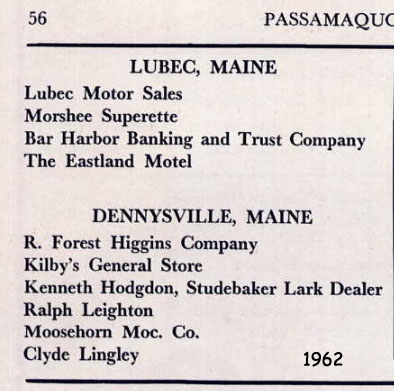 56 PASSAMAQUO
LUBEC, MAINE
Lubec Motor Sales
Morshee Superette
Bar Harbor Banking and Trust Company
The Eastland Motel
DENNYSVILLE, MAINE
R. Forest Higgins Company
Kilby's General Store
Kenneth Hodgdon, Studebaker Lark Dealer
Ralph Leighton
Moosehorn Moc. Co.
Clyde Lingley 1962